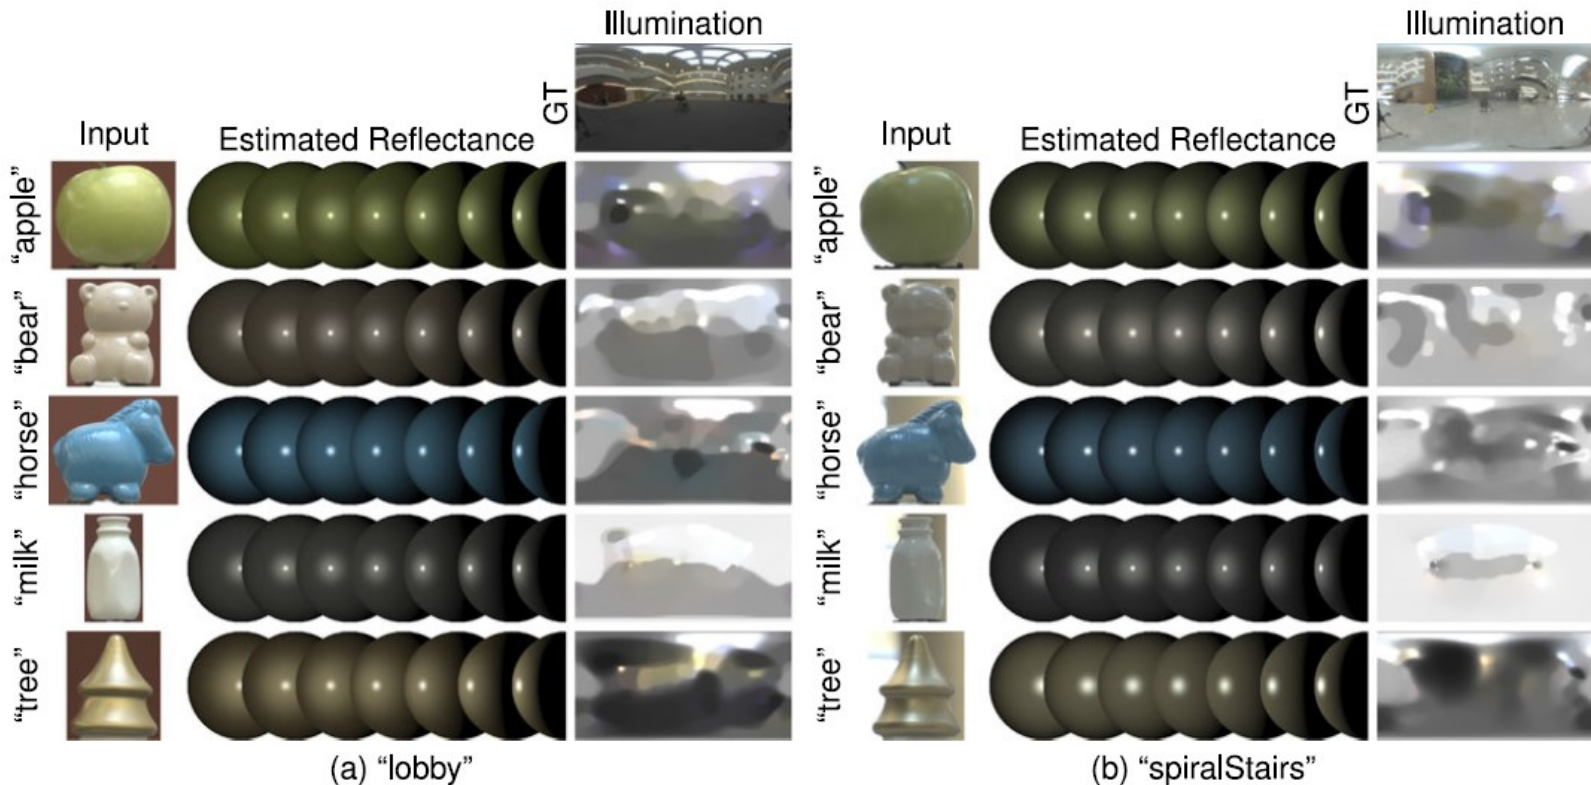 Illumination
GT
Input
Estimated Reflectance
“apple”
“bear”
“horse”
“milk”
“tree”
(a) “lobby”
Illumination
GT
Input
Estimated Reflectance
“apple”
“bear”
“horse”
“milk”
“tree”
(b) “spiralStairs”